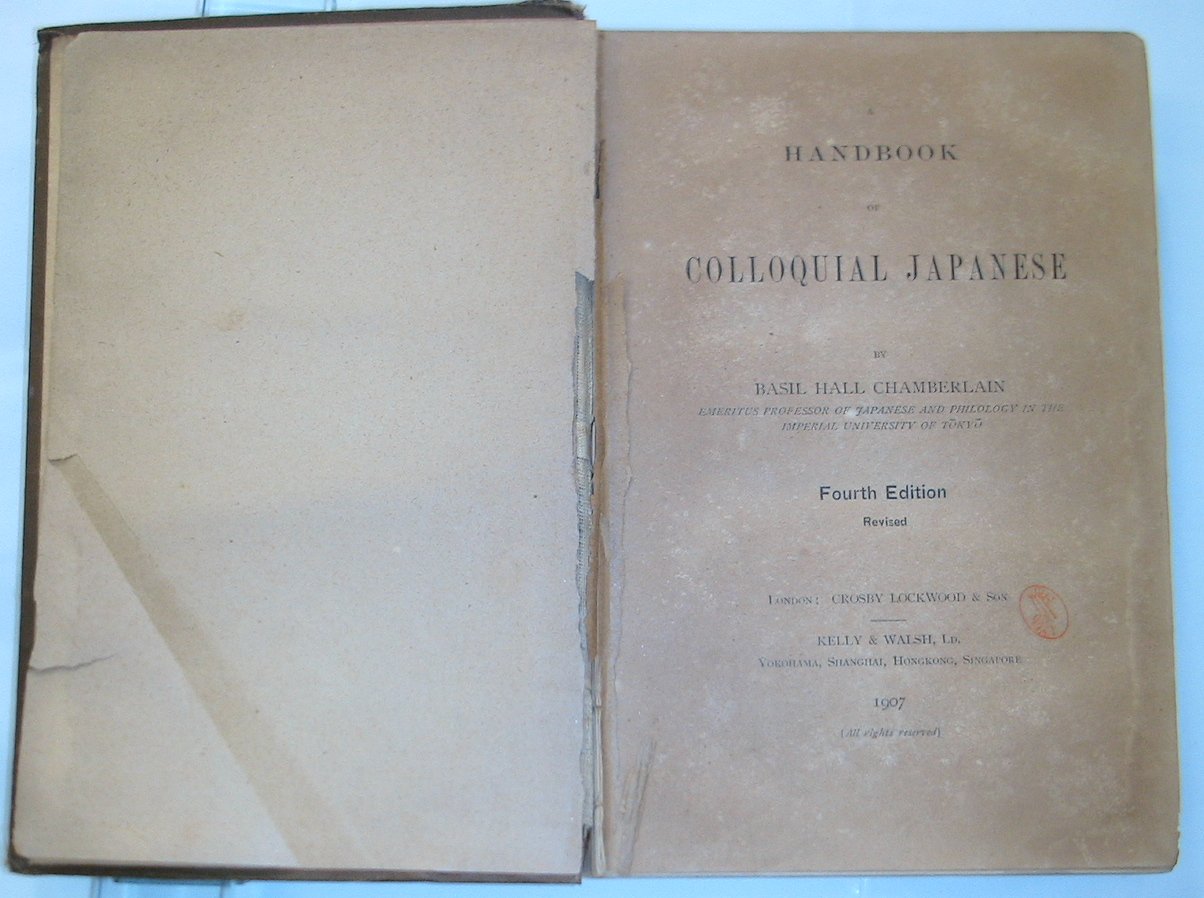 A
HANDBOOK
OF
COLLOQUIAL JAPANESE
BY
BASIL HALL CHAMBERLAIN
EMERITUS PROFESSOR OF JAPANESE AND PHILOLOGY IN THE
IMPERIAL UNIVERSITY OF TŌKYŌ
Fourth Edition
Revised
LONDON: CROSBY LOCKWOOD & SON
KELLY & WALSH, LD.
YOKOHAMA, SHANGHAI, HONGKONG, SINGAPORE
1907
(All rights reserved)